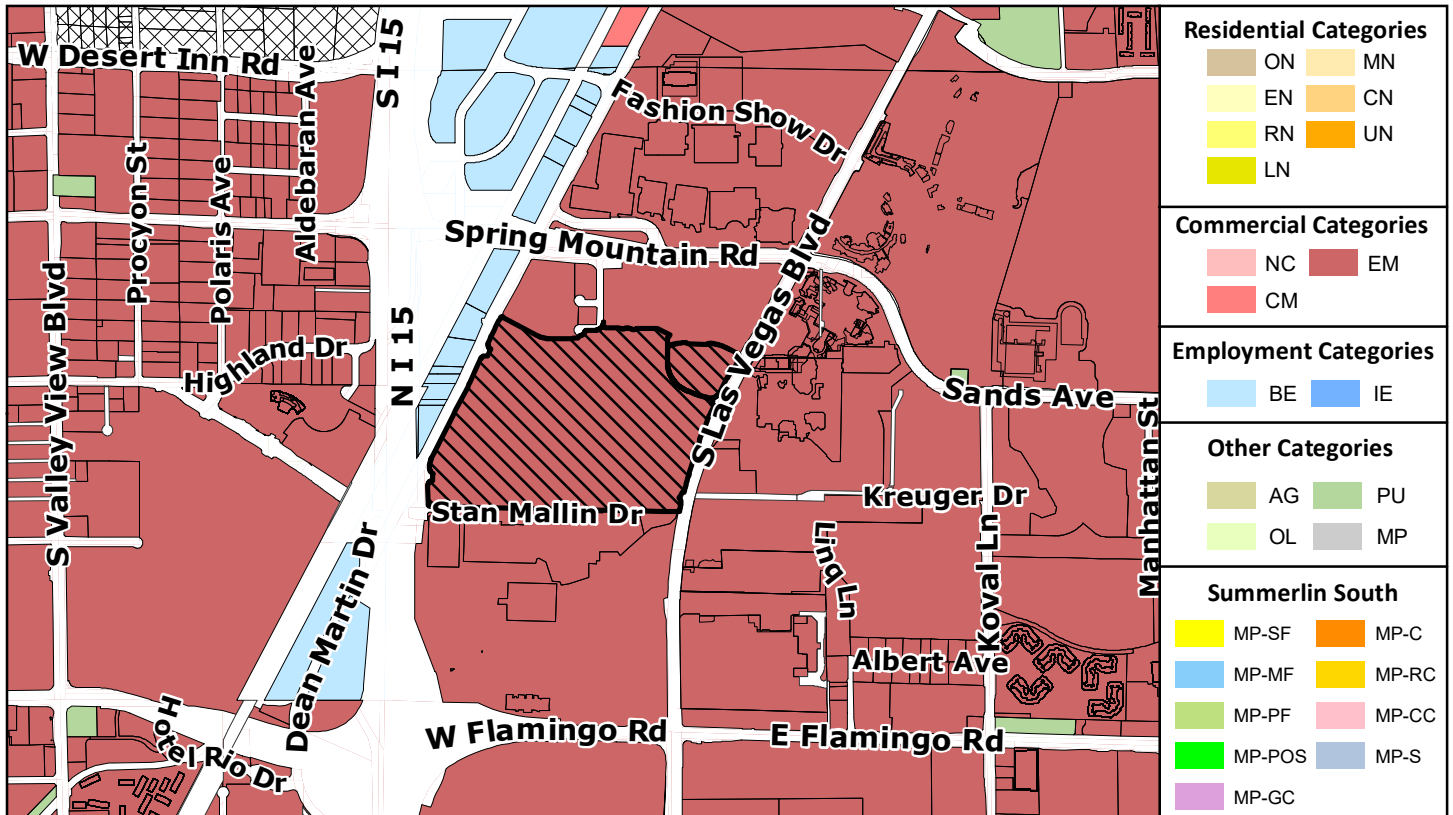 W Desert Inn Rd
S I 15
Aldebaran Ave
Procyon St
Polaris Ave
Fashion Show Dr
Spring Mountain Rd
S Las Vegas Blvd
S Valley View Blvd
Highland Dr
N I 15
Sands Ave
Manhattan St
Stan Mallin Dr
Kreuger Dr
Linq Ln
Koval Ln
Dean Martin Dr
Albert Ave
Hotel Rio Dr
W Flamingo Rd
E Flamingo Rd
Residential Categories
ON MN
EN CN
RN UN
LN
Commercial Categories
NC EM
CM
Employment Categories
BE IE
Other Categories
AG PU
OL MP
Summerlin South
MP-SF MP-C
MP-MF MP-RC
MP-PF MP-CC
MP-POS MP-S
MP-GC